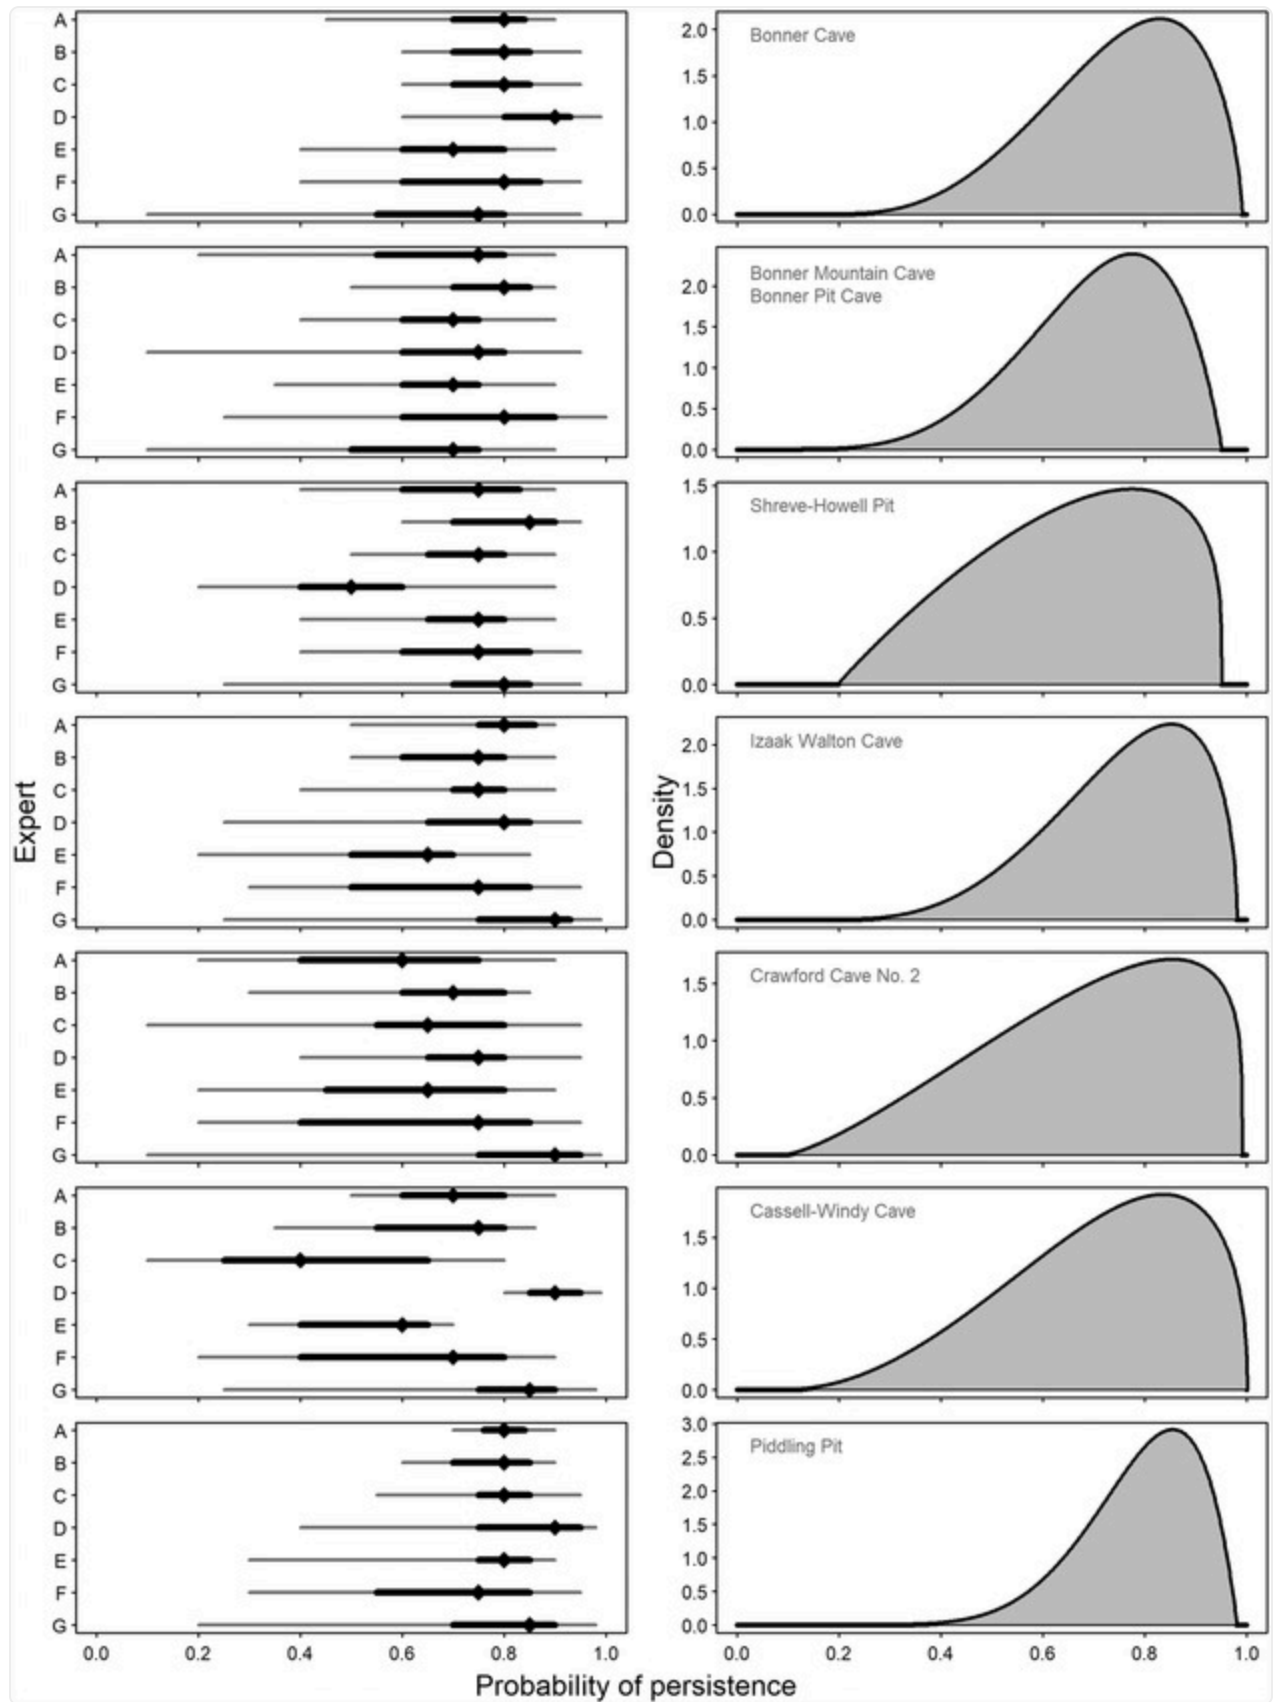 A
B
C
D
E
F
G
2.0
1.5
1.0
0.5
0.0
Bonner Cave
A
B
C
D
E
F
G
2.0
1.5
1.0
0.5
0.0
Bonner Mountain Cave
Bonner Pit Cave
A
B
C
D
E
F
G
1.5
1.0
0.5
0.0
Shreve-Howell Pit
Expert
A
B
C
D
E
F
G
Density
2.0
1.5
1.0
0.5
0.0
Izaak Walton Cave
A
B
C
D
E
F
G
1.5
1.0
0.5
0.0
Crawford Cave No. 2
A
B
C
D
E
F
G
1.5
1.0
0.5
0.0
Cassell-Windy Cave
A
B
C
D
E
F
G
3.0
2.5
2.0
1.5
1.0
0.5
0.0
Piddling Pit
0.0 0.2 0.4 0.6 0.8 1.0 0.0 0.2 0.4 0.6 0.8 1.0
Probability of persistence